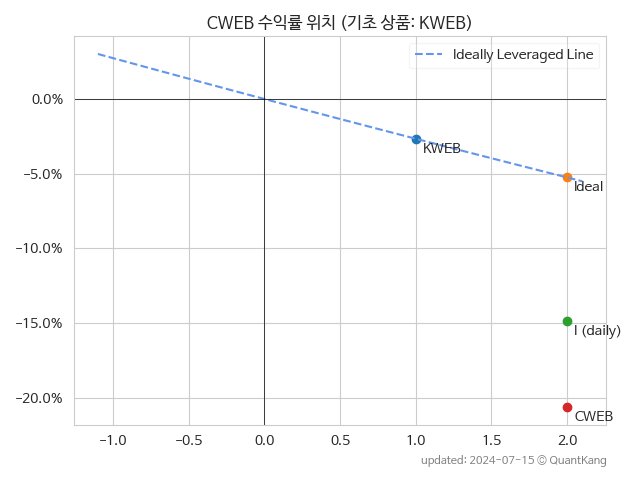 CWEB 수익률 위치 (기초 상품: KWEB)
Ideally Leveraged Line
0.0%
KWEB
−5.0%
Ideal
−10.0%
−15.0%
I (daily)
−20.0%
CWEB
−1.0 −0.5 0.0 0.5 1.0 1.5 2.0
updated: 2024-07-15 © QuantKang